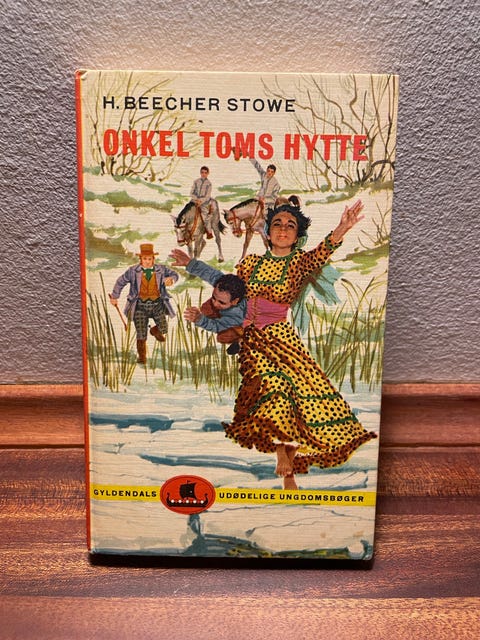 H. BEECHER STOWE
ONKEL TOMS HYTTE
GYLDENDALS UDØDELIGE UNGDOMSBØGER